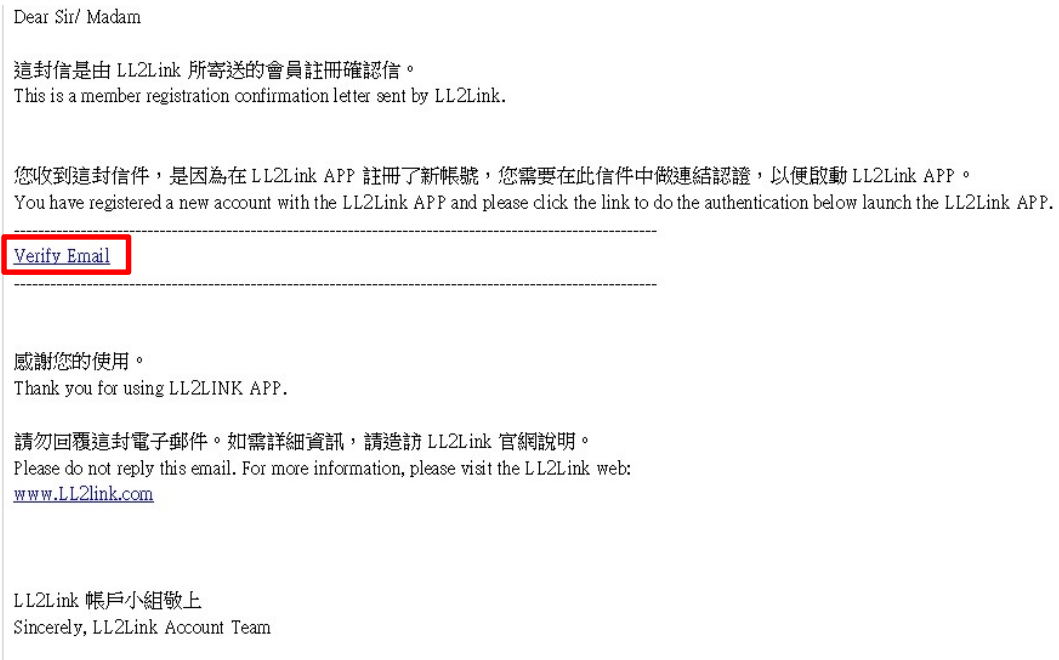 Dear Sir/ Madam
這封信是由 LL2Link 所寄送的會員註冊確認信。
This is a member registration confirmation letter sent by LL2Link.
您收到這封信件，是因為在 LL2Link APP 註冊了新帳號，您需要在此信件中做連結認證，以便啟動 LL2Link APP。
You have registered a new account with the LL2Link APP and please click the link to do the authentication below launch the LL2Link APP.
------------------------------------------------------------------------------------------------------------
Verify Email
------------------------------------------------------------------------------------------------------------
感謝您的使用。
Thank you for using LL2LINK APP.
請勿回覆這封電子郵件。如需詳細資訊，請造訪 LL2Link 官網說明。
Please do not reply this email. For more information, please visit the LL2Link web:
www.LL2link.com
LL2Link 帳戶小組敬上
Sincerely, LL2Link Account Team